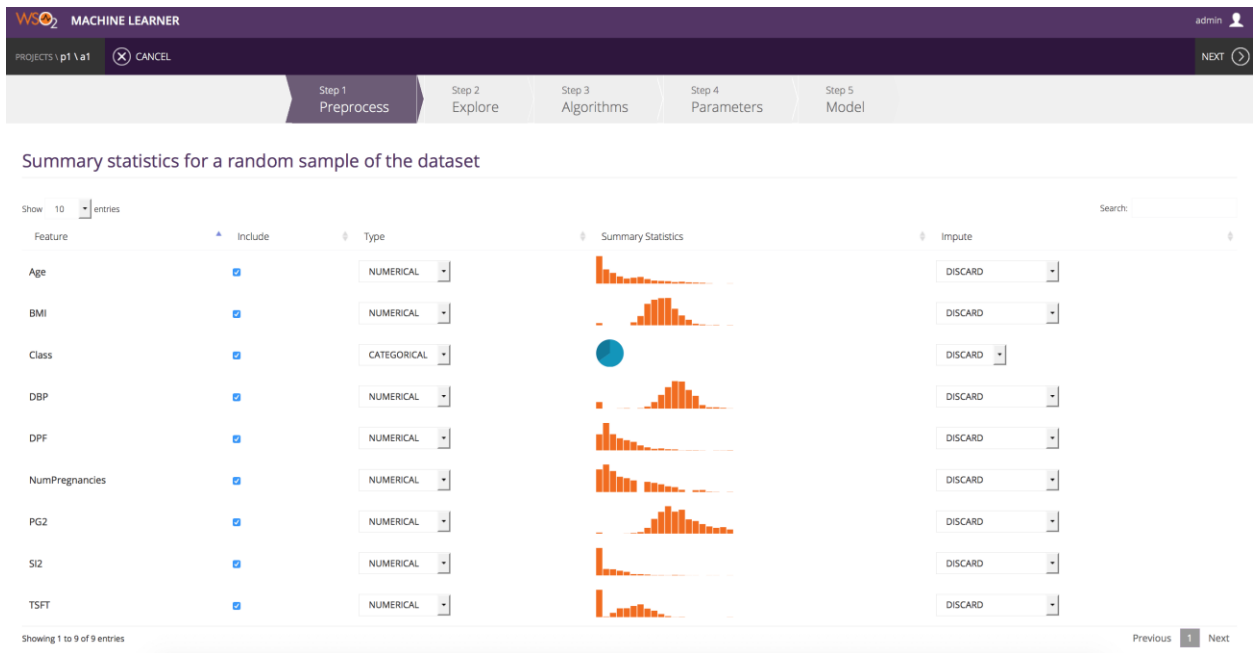 WSO2 MACHINE LEARNER admin
PROJECTS \ p1 \ a1 CANCEL NEXT
Step 1 Step 2 Step 3 Step 4 Step 5
Preprocess Explore Algorithms Parameters Model
Summary statistics for a random sample of the dataset
Show 10 entries Search:
Feature Include Type Summary Statistics Impute
Age NUMERICAL DISCARD
BMI NUMERICAL DISCARD
Class CATEGORICAL DISCARD
DBP NUMERICAL DISCARD
DPF NUMERICAL DISCARD
NumPregnancies NUMERICAL DISCARD
PG2 NUMERICAL DISCARD
SI2 NUMERICAL DISCARD
TSFT NUMERICAL DISCARD
Showing 1 to 9 of 9 entries Previous 1 Next